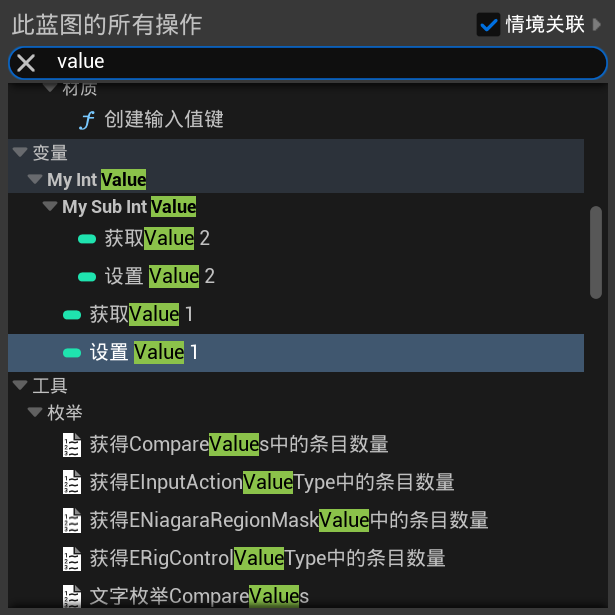 此蓝图的所有操作
情境关联
value
材质
创建输入值键
变量
My Int Value
My Sub Int Value
获取Value 2
设置 Value 2
获取Value 1
设置 Value 1
工具
枚举
获得CompareValues中的条目数量
获得EInputActionValueType中的条目数量
获得ENiagaraRegionMaskValue中的条目数量
获得ERigControlValueType中的条目数量
文字枚举CompareValues